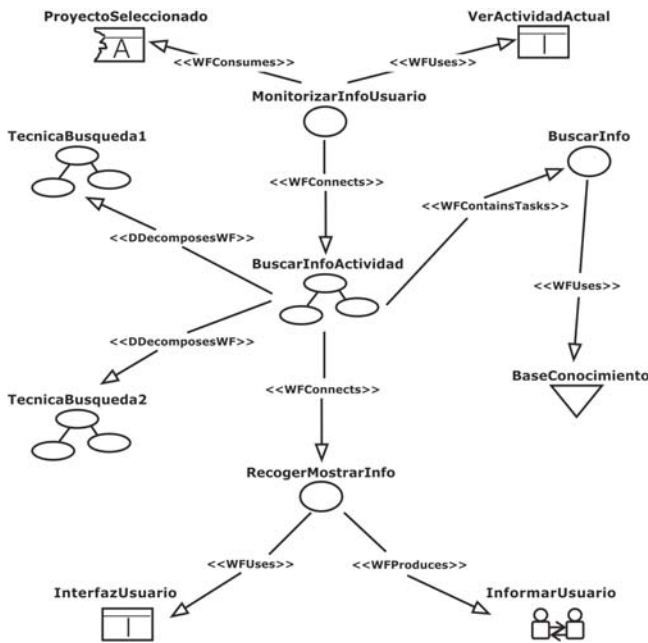 ProyectoSeleccionado
VerActividadActual
A
I
<<WFConsumes>>
<<WFUses>>
MonitorizarInfoUsuario
TecnicaBusqueda1
BuscarInfo
<<WFConnects>>
<<WFContainsTasks>>
<<DDecomposesWF>>
BuscarInfoActividad
<<WFUses>>
<<DDecomposesWF>>
BaseConocimiento
<<WFConnects>>
TecnicaBusqueda2
RecogerMostrarInfo
<<WFUses>>
<<WFProduces>>
InterfazUsuario
InformarUsuario
I